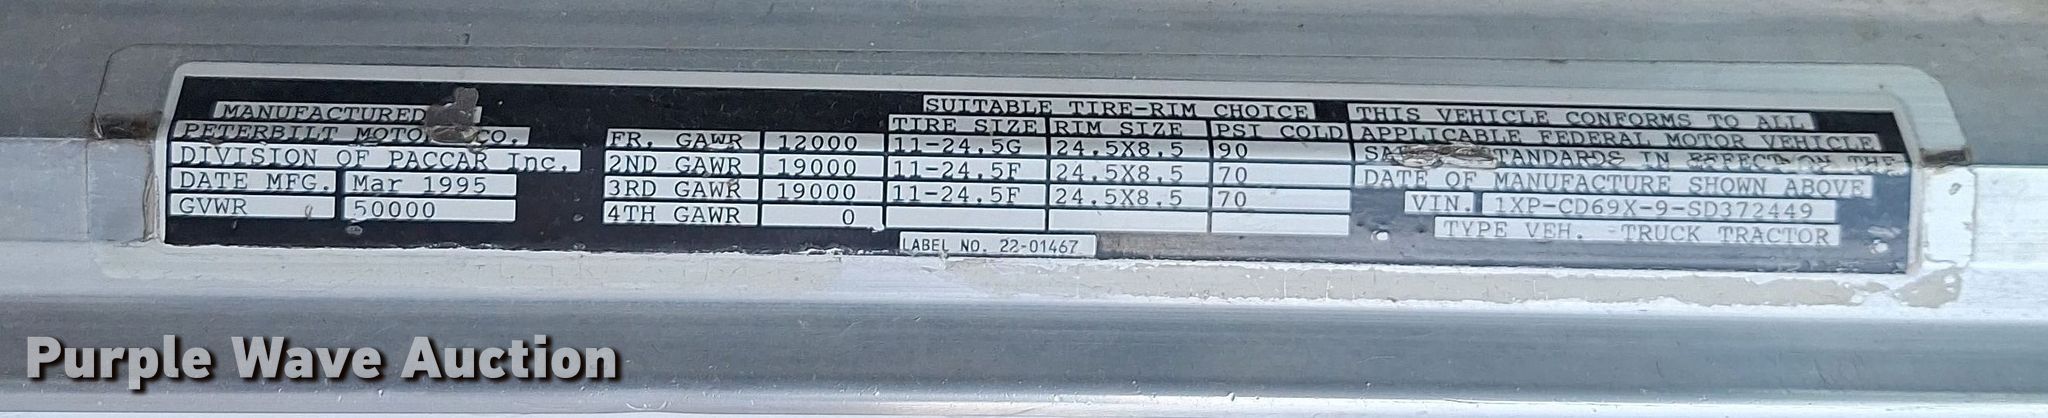 MANUFACTURED
PETERBILT MOTO CO.
DIVISION OF PACCAR Inc.
DATE MFG. Mar 1995
GVWR 50000
FR. GAWR 12000
2ND GAWR 19000
3RD GAWR 19000
4TH GAWR 0
SUITABLE TIRE-RIM CHOICE
TIRE SIZE RIM SIZE PSI COLD
11-24.5G 24.5X8.5 90
11-24.5F 24.5X8.5 70
11-24.5F 24.5X8.5 70
LABEL NO. 22-01467
THIS VEHICLE CONFORMS TO ALL
APPLICABLE FEDERAL MOTOR VEHICLE
SA TANDARDS IN EFFECT ON THE
DATE OF MANUFACTURE SHOWN ABOVE
VIN. 1XP-CD69X-9-SD372449
TYPE VEH. -TRUCK TRACTOR
Purple Wave Auction